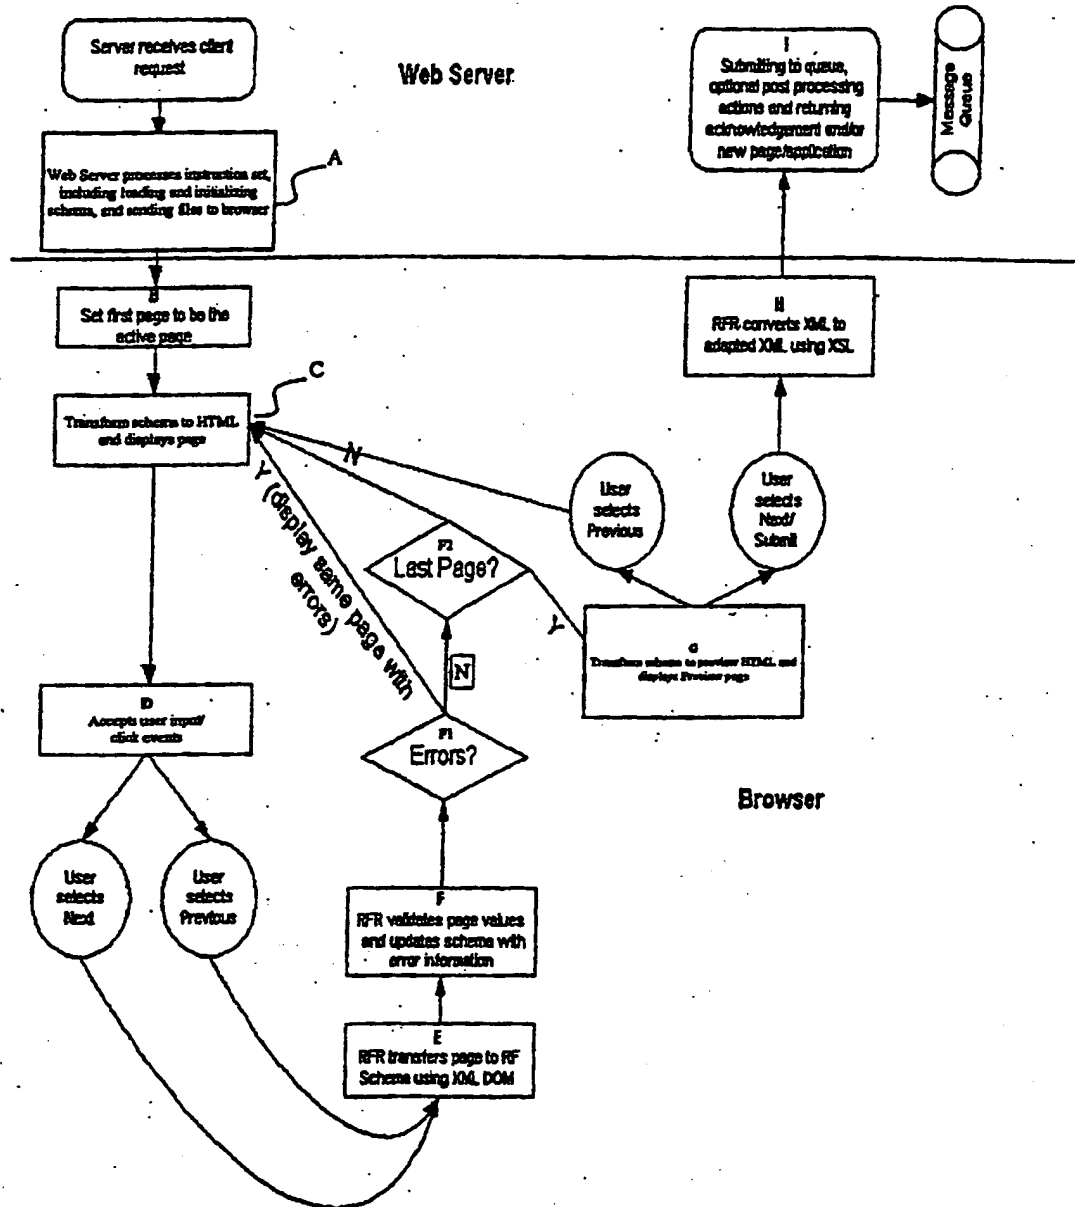 Server receives client
request
Web Server
I
Submitting to queue,
optional post processing
actions and returning
acknowledgement and/or
new page/application
Message
Queue
A
Web Server processes instruction set,
including loading and initializing
schema, and sending files to browser
B
Set first page to be the
active page
H
RFR converts XML to
adapted XML using XSL
C
Transform schema to HTML
and displays page
N
User
selects
Previous
User
selects
Next/
Submit
Y (display same page with
errors)
F2
Last Page?
Y
G
Transform schema to preview HTML and
displays Preview page
N
D
Accepts user input/
click events
F1
Errors?
Browser
User
selects
Next
User
selects
Previous
F
RFR validates page values
and updates schema with
error information
E
RFR transfers page to RF
Schema using XML DOM